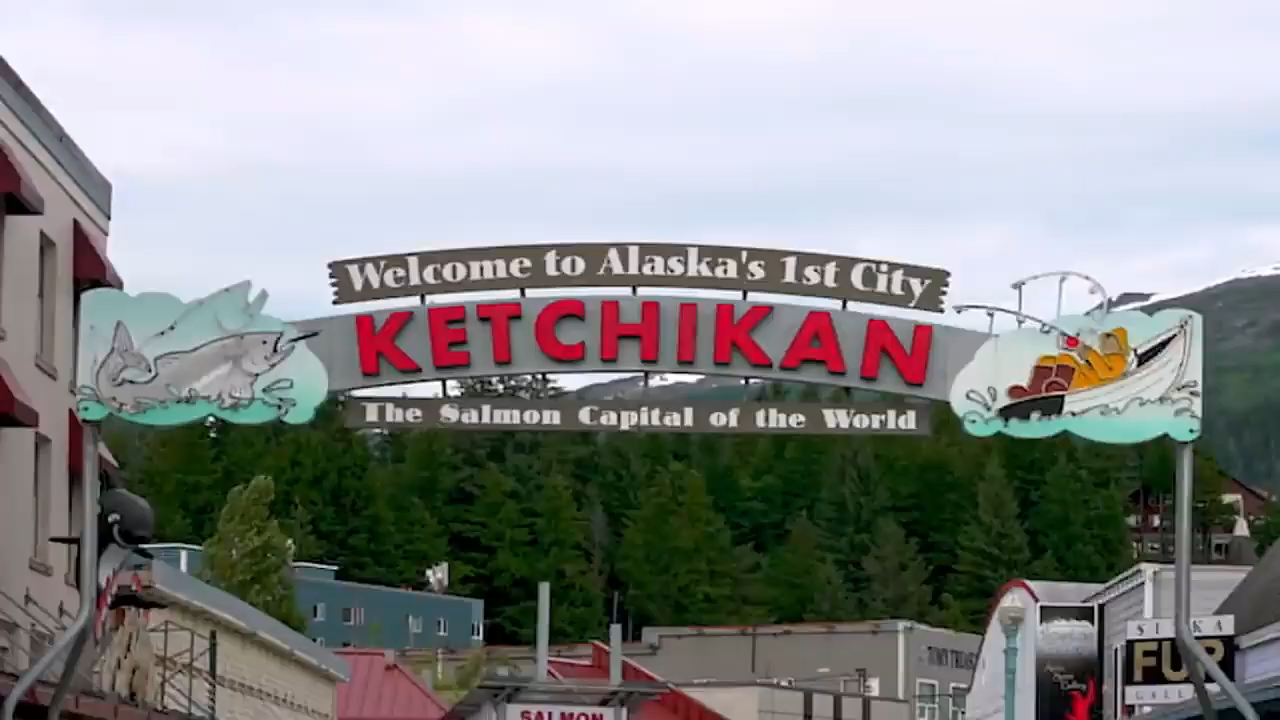 Welcome to Alaska's 1st City
KETCHIKAN
The Salmon Capital of the World
SALMON
FUR